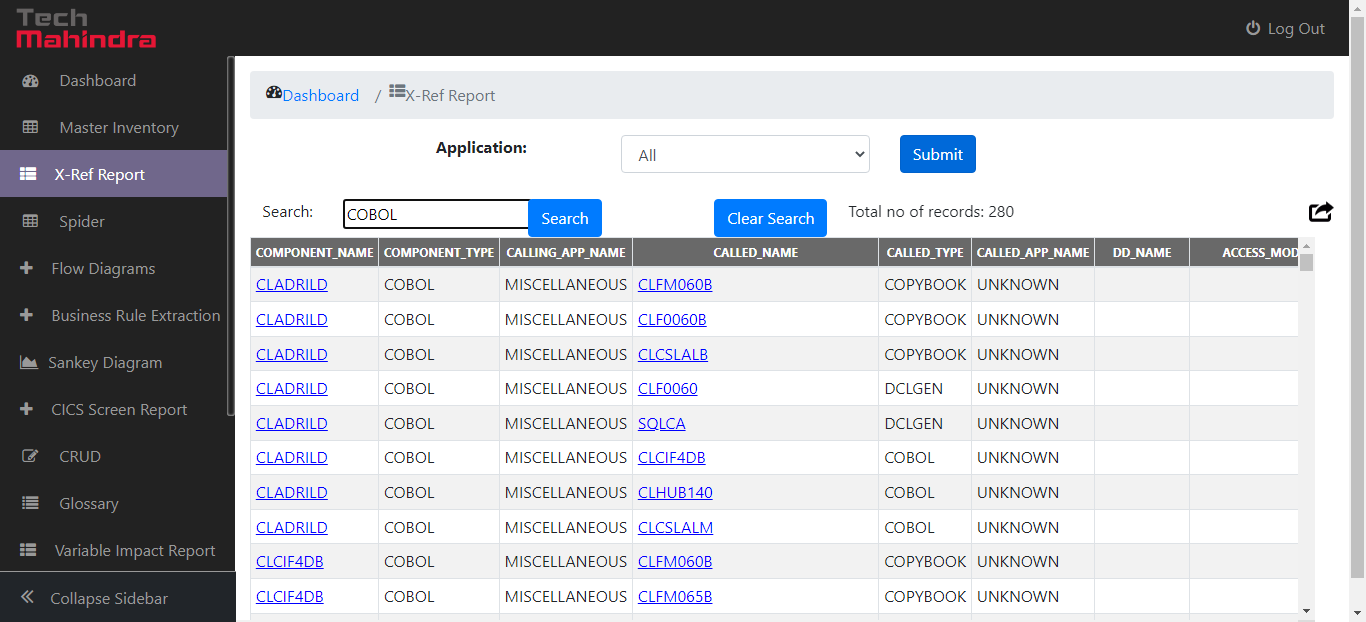 Tech
Mahindra
Log Out
Dashboard
Master Inventory
X-Ref Report
Spider
Flow Diagrams
Business Rule Extraction
Sankey Diagram
CICS Screen Report
CRUD
Glossary
Variable Impact Report
Collapse Sidebar
Dashboard / X-Ref Report
Application: All Submit
Search: COBOL Search Clear Search Total no of records: 280
COMPONENT_NAME COMPONENT_TYPE CALLING_APP_NAME CALLED_NAME CALLED_TYPE CALLED_APP_NAME DD_NAME ACCESS_MOD
CLADRILD COBOL MISCELLANEOUS CLFM060B COPYBOOK UNKNOWN
CLADRILD COBOL MISCELLANEOUS CLF0060B COPYBOOK UNKNOWN
CLADRILD COBOL MISCELLANEOUS CLCSLALB COPYBOOK UNKNOWN
CLADRILD COBOL MISCELLANEOUS CLF0060 DCLGEN UNKNOWN
CLADRILD COBOL MISCELLANEOUS SQLCA DCLGEN UNKNOWN
CLADRILD COBOL MISCELLANEOUS CLCIF4DB COBOL UNKNOWN
CLADRILD COBOL MISCELLANEOUS CLHUB140 COBOL UNKNOWN
CLADRILD COBOL MISCELLANEOUS CLCSLALM COBOL UNKNOWN
CLCIF4DB COBOL MISCELLANEOUS CLFM060B COPYBOOK UNKNOWN
CLCIF4DB COBOL MISCELLANEOUS CLFM065B COPYBOOK UNKNOWN